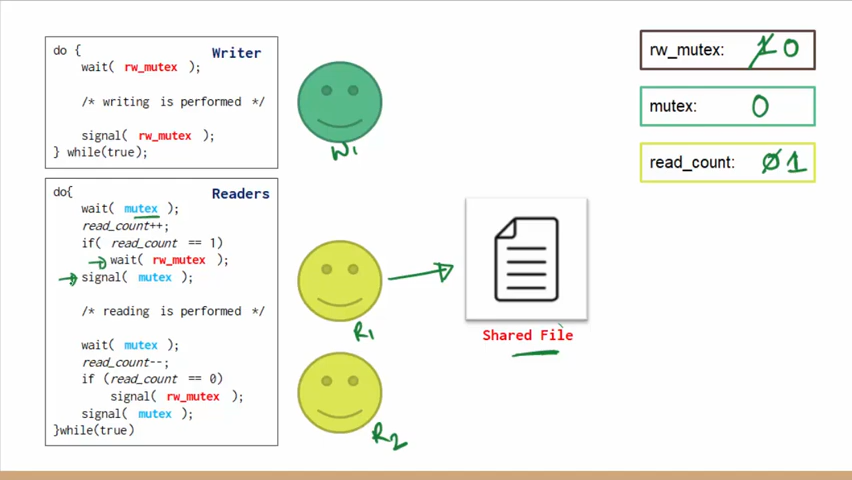 do { Writer
wait( rw_mutex );
/* writing is performed */
signal( rw_mutex );
} while(true);
W1
do{ Readers
wait( mutex );
read_count++;
if( read_count == 1)
wait( rw_mutex );
signal( mutex );
/* reading is performed */
wait( mutex );
read_count--;
if (read_count == 0)
signal( rw_mutex );
signal( mutex );
}while(true)
R1
R2
Shared File
rw_mutex: 1 0
mutex: 0
read_count: 0 1